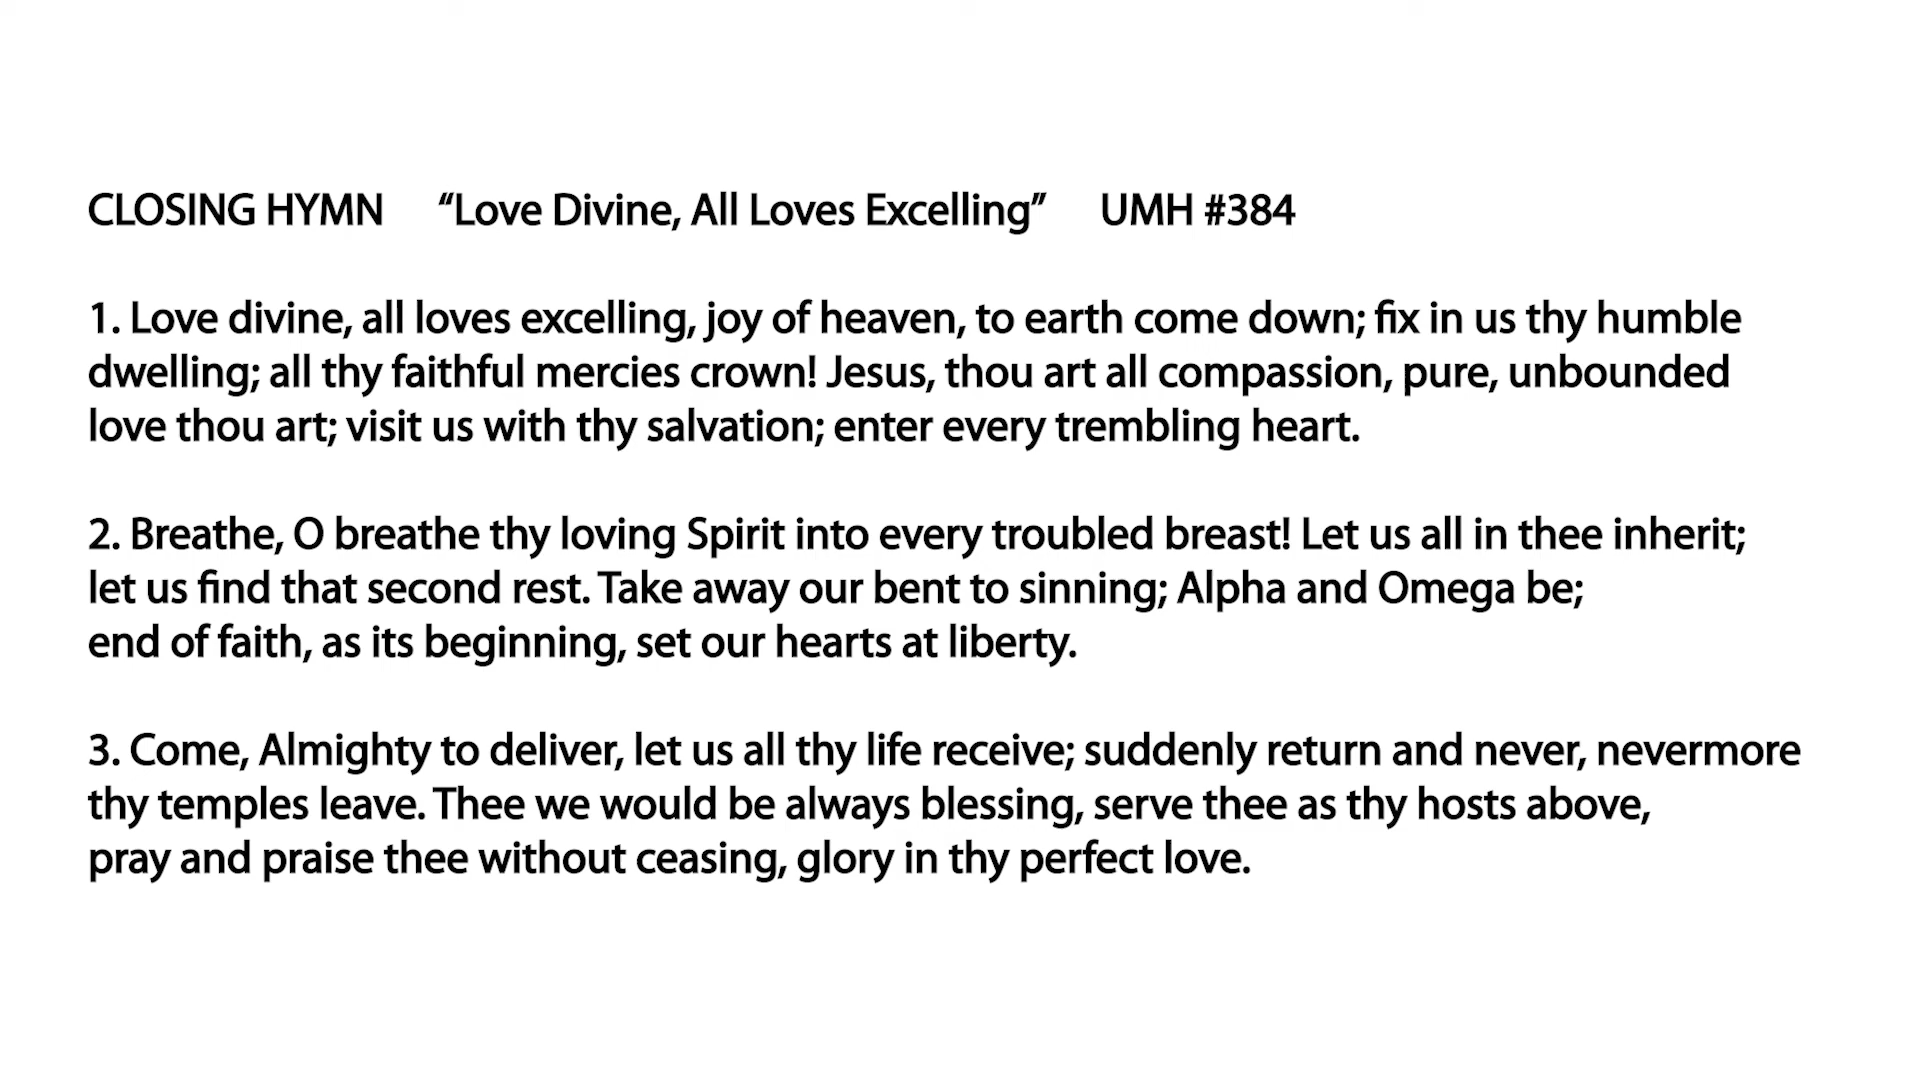 CLOSING HYMN “Love Divine, All Loves Excelling” UMH #384
1. Love divine, all loves excelling, joy of heaven, to earth come down; fix in us thy humble
dwelling; all thy faithful mercies crown! Jesus, thou art all compassion, pure, unbounded
love thou art; visit us with thy salvation; enter every trembling heart.
2. Breathe, O breathe thy loving Spirit into every troubled breast! Let us all in thee inherit;
let us find that second rest. Take away our bent to sinning; Alpha and Omega be;
end of faith, as its beginning, set our hearts at liberty.
3. Come, Almighty to deliver, let us all thy life receive; suddenly return and never, nevermore
thy temples leave. Thee we would be always blessing, serve thee as thy hosts above,
pray and praise thee without ceasing, glory in thy perfect love.